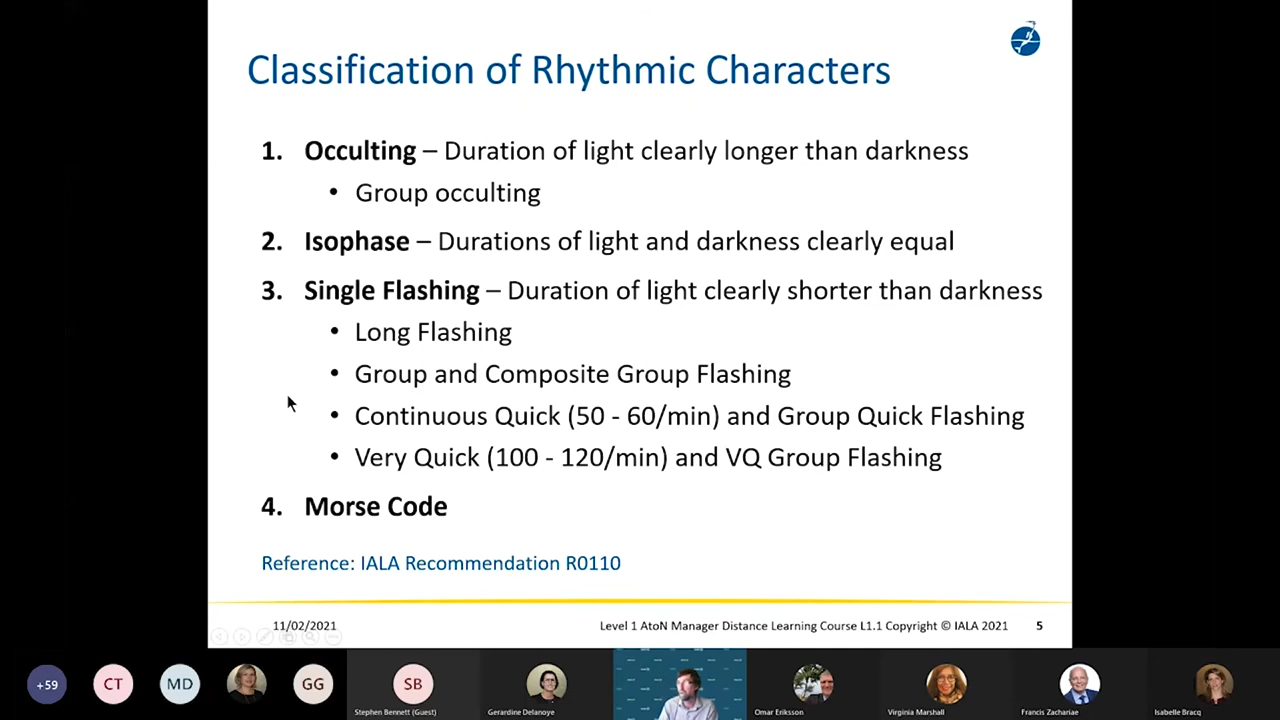 Classification of Rhythmic Characters
1. Occulting – Duration of light clearly longer than darkness
• Group occulting
2. Isophase – Durations of light and darkness clearly equal
3. Single Flashing – Duration of light clearly shorter than darkness
• Long Flashing
• Group and Composite Group Flashing
• Continuous Quick (50 - 60/min) and Group Quick Flashing
• Very Quick (100 - 120/min) and VQ Group Flashing
4. Morse Code
Reference: IALA Recommendation R0110
11/02/2021 Level 1 AtoN Manager Distance Learning Course L1.1 Copyright © IALA 2021 5
+59 CT MD GG SB
Stephen Bennett (Guest) Gerardine Delanoye Omar Eriksson Virginia Marshall Francis Zachariae Isabelle Bracq